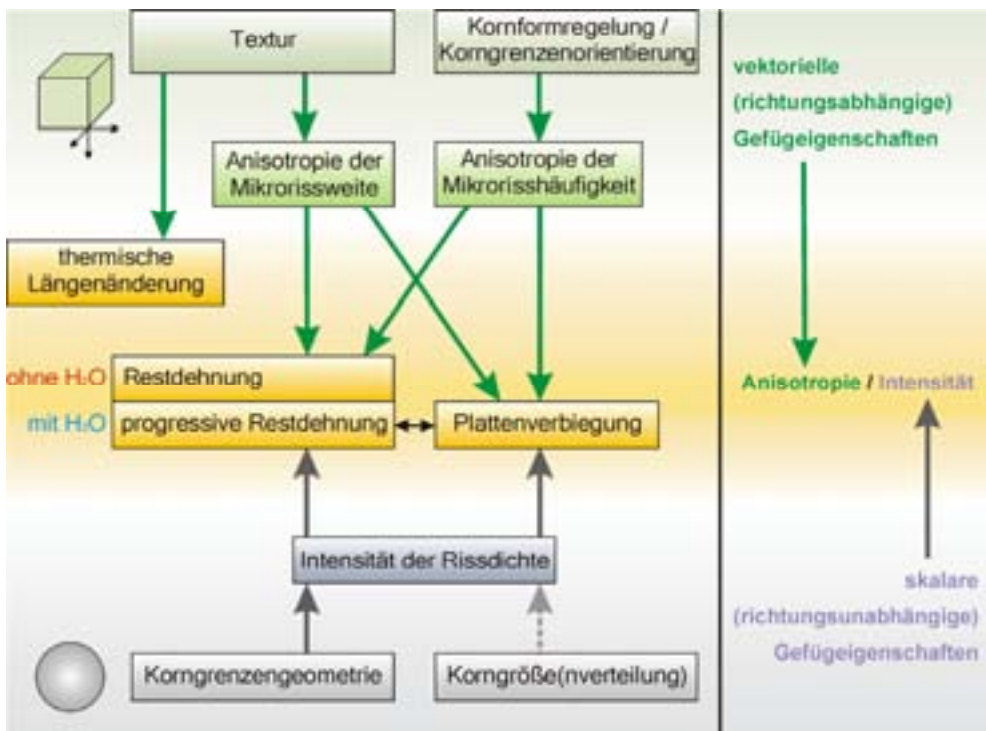 Textur
Kornformregelung /
Korngrenzenorientierung
vektorielle
(richtungsabhängige)
Gefügeigenschaften
Anisotropie der
Mikrorissweite
Anisotropie der
Mikrorisshäufigkeit
thermische
Längenänderung
ohne H₂O
Restdehnung
mit H₂O
progressive Restdehnung
Plattenverbiegung
Anisotropie / Intensität
Intensität der Rissdichte
skalare
(richtungsunabhängige)
Gefügeigenschaften
Korngrenzengeometrie
Korngröße(nverteilung)